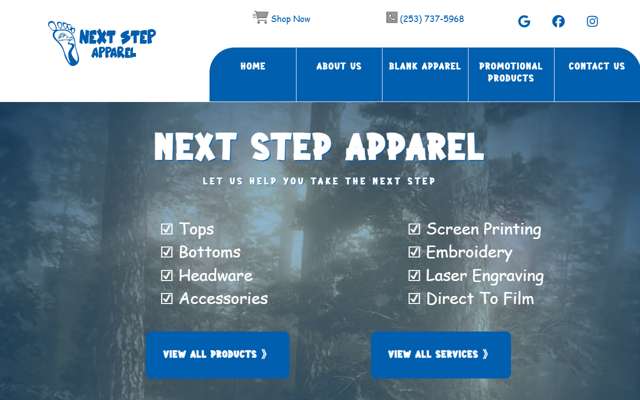 NEXT STEP
APPAREL
Shop Now
(253) 737-5968
HOME
ABOUT US
BLANK APPAREL
PROMOTIONAL
PRODUCTS
CONTACT US
NEXT STEP APPAREL
LET US HELP YOU TAKE THE NEXT STEP
Tops
Bottoms
Headware
Accessories
Screen Printing
Embroidery
Laser Engraving
Direct To Film
VIEW ALL PRODUCTS 》
VIEW ALL SERVICES 》